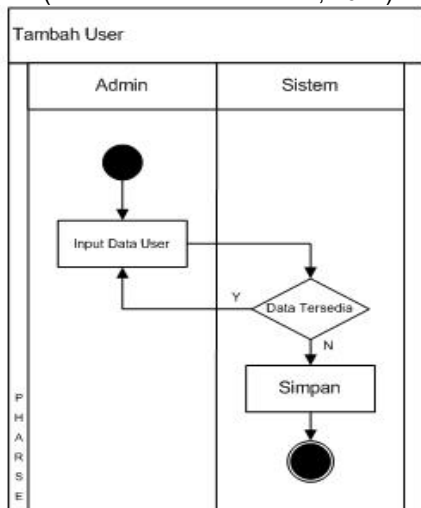 Tambah User
Admin
Sistem
Input Data User
Data Tersedia
Y
N
Simpan
P
H
A
R
S
E